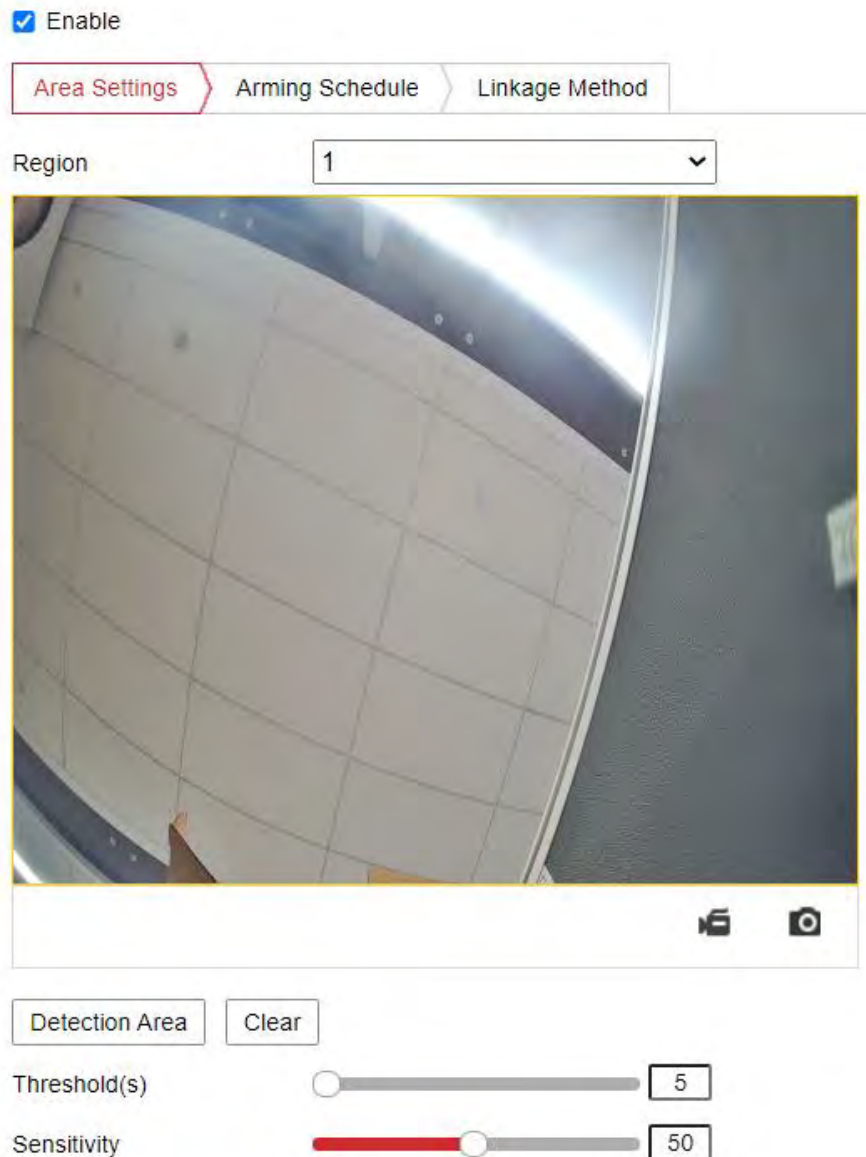 Enable
Area Settings Arming Schedule Linkage Method
Region 1
Detection Area Clear
Threshold(s) 5
Sensitivity 50